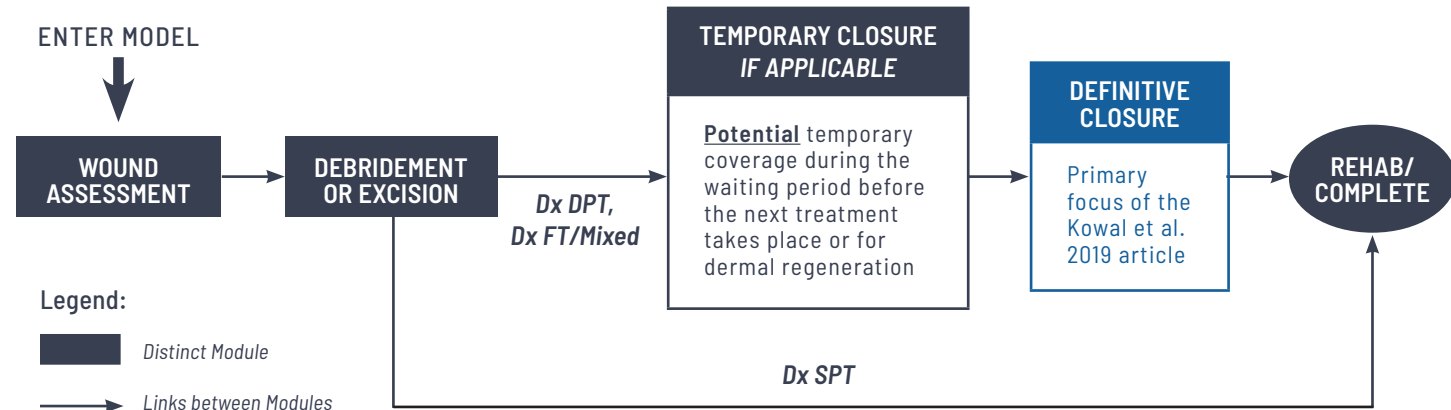 ENTER MODEL
WOUND
ASSESSMENT
DEBRIDEMENT
OR EXCISION
Dx DPT,
Dx FT/Mixed
TEMPORARY CLOSURE
IF APPLICABLE
Potential temporary
coverage during the
waiting period before
the next treatment
takes place or for
dermal regeneration
DEFINITIVE
CLOSURE
Primary
focus of the
Kowal et al.
2019 article
REHAB/
COMPLETE
Dx SPT
Legend:
Distinct Module
Links between Modules